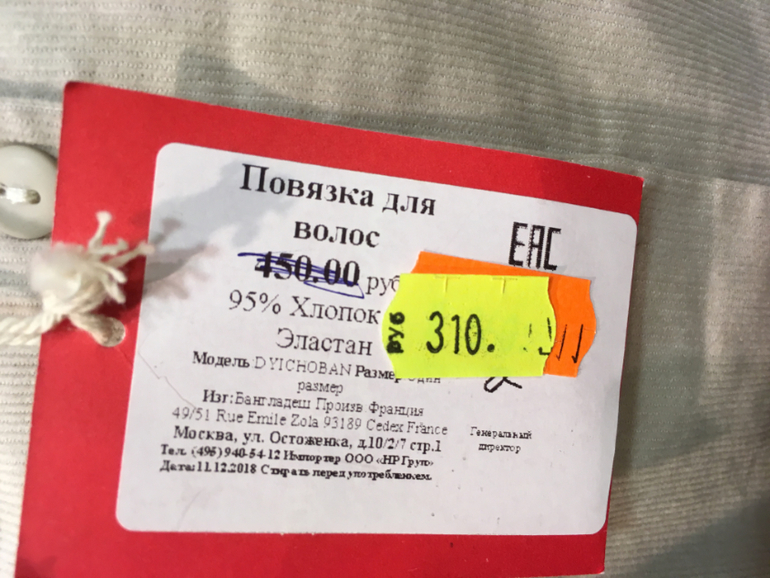 Повязка для
волос
EAC
450.00 руб
руб 310.
95% Хлопок
Эластан
Модель DYICHOBAN Размер Один
размер
Изг:Бангладеш Произв.Франция
49/51 Rue Emile Zola 93189 Cedex France
Москва, ул. Остоженка, д.10/2/7 стр.1
Тел. (495) 940-54-12 Импортер ООО «НР Груп»
Дата:11.12.2018 Стирать перед употреблением.
Генеральный
директор